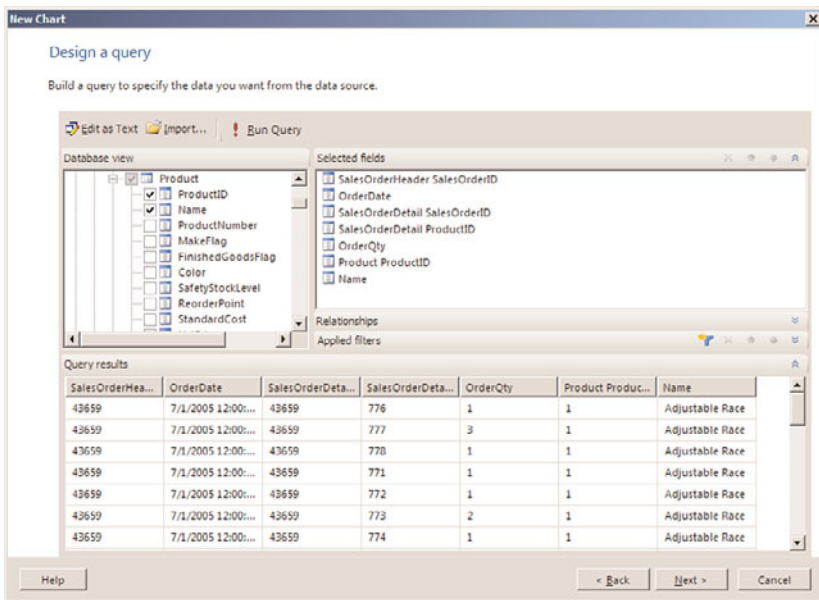 New Chart
Design a query
Build a query to specify the data you want from the data source.
Edit as Text Import... Run Query
Database view
Product
ProductID
Name
ProductNumber
MakeFlag
FinishedGoodsFlag
Color
SafetyStockLevel
ReorderPoint
StandardCost
Selected fields
SalesOrderHeader SalesOrderID
OrderDate
SalesOrderDetail SalesOrderID
SalesOrderDetail ProductID
OrderQty
Product ProductID
Name
Relationships
Applied filters
Query results
SalesOrderHea... OrderDate SalesOrderDeta... SalesOrderDeta... OrderQty Product Produc... Name
43659 7/1/2005 12:00:... 43659 776 1 1 Adjustable Race
43659 7/1/2005 12:00:... 43659 777 3 1 Adjustable Race
43659 7/1/2005 12:00:... 43659 778 1 1 Adjustable Race
43659 7/1/2005 12:00:... 43659 771 1 1 Adjustable Race
43659 7/1/2005 12:00:... 43659 772 1 1 Adjustable Race
43659 7/1/2005 12:00:... 43659 773 2 1 Adjustable Race
43659 7/1/2005 12:00:... 43659 774 1 1 Adjustable Race
Help < Back Next > Cancel